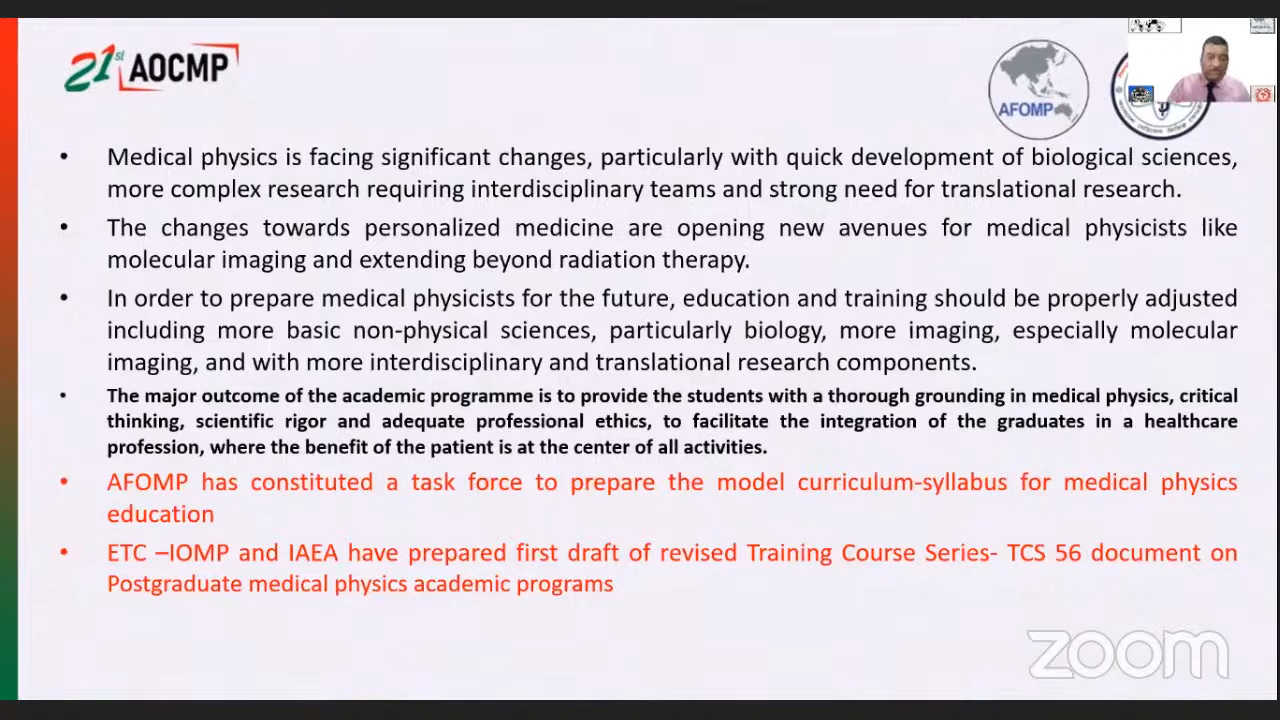 21st AOCMP
AFOMP
Medical physics is facing significant changes, particularly with quick development of biological sciences,
more complex research requiring interdisciplinary teams and strong need for translational research.
The changes towards personalized medicine are opening new avenues for medical physicists like
molecular imaging and extending beyond radiation therapy.
In order to prepare medical physicists for the future, education and training should be properly adjusted
including more basic non-physical sciences, particularly biology, more imaging, especially molecular
imaging, and with more interdisciplinary and translational research components.
The major outcome of the academic programme is to provide the students with a thorough grounding in medical physics, critical
thinking, scientific rigor and adequate professional ethics, to facilitate the integration of the graduates in a healthcare
profession, where the benefit of the patient is at the center of all activities.
AFOMP has constituted a task force to prepare the model curriculum-syllabus for medical physics
education
ETC –IOMP and IAEA have prepared first draft of revised Training Course Series- TCS 56 document on
Postgraduate medical physics academic programs
zoom